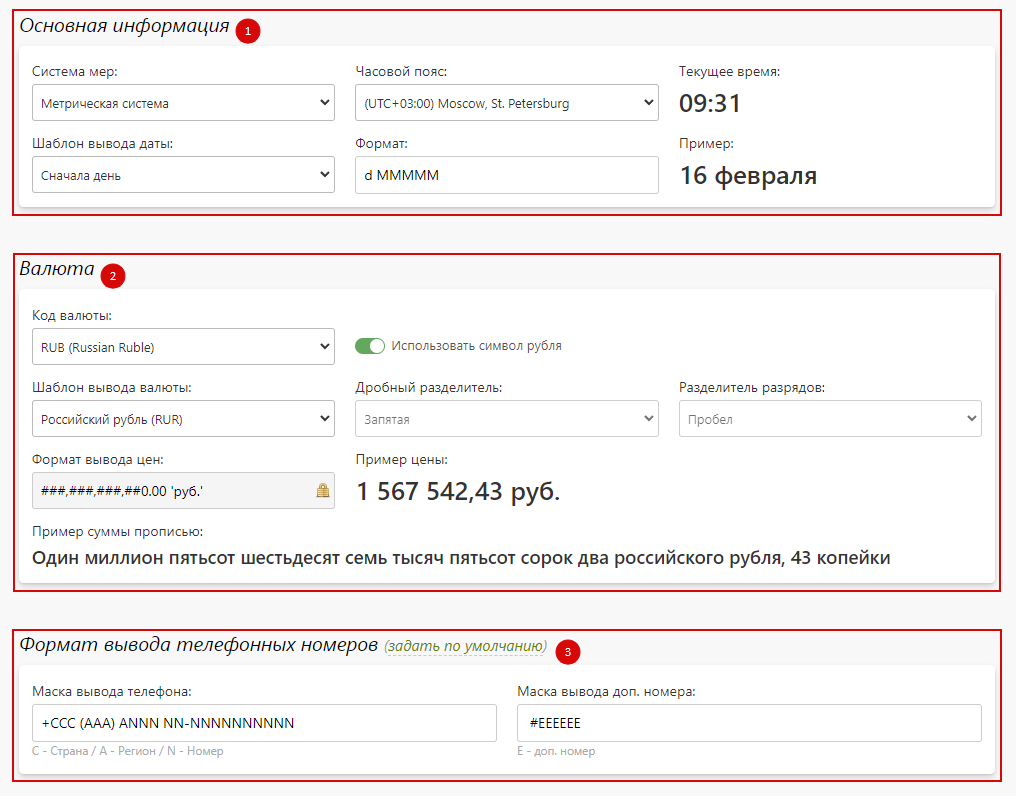 Основная информация 1
Система мер: Часовой пояс: Текущее время:
Метрическая система (UTC+03:00) Moscow, St. Petersburg 09:31
Шаблон вывода даты: Формат: Пример:
Сначала день d MMMMM 16 февраля
Валюта 2
Код валюты:
RUB (Russian Ruble) Использовать символ рубля
Шаблон вывода валюты: Дробный разделитель: Разделитель разрядов:
Российский рубль (RUR) Запятая Пробел
Формат вывода цен: Пример цены:
###,###,###,##0.00 'руб.' 1 567 542,43 руб.
Пример суммы прописью:
Один миллион пятьсот шестьдесят семь тысяч пятьсот сорок два российского рубля, 43 копейки
Формат вывода телефонных номеров (задать по умолчанию) 3
Маска вывода телефона: Маска вывода доп. номера:
+CCC (AAA) ANNN NN-NNNNNNNNNN #EEEEEE
C - Страна / A - Регион / N - Номер E - доп. номер